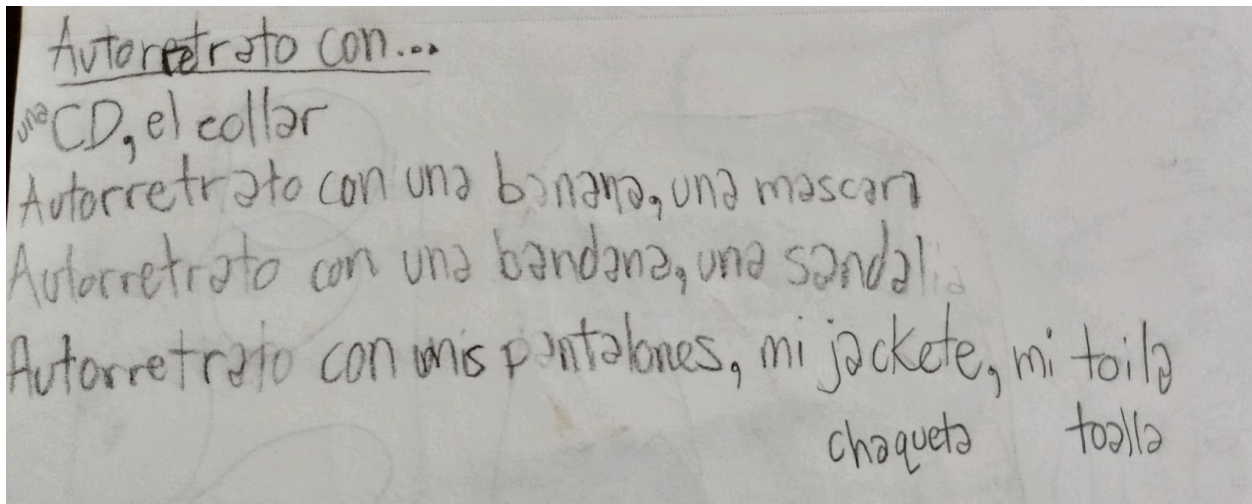 Autorretrato con...
una CD, el collar
Autorretrato con una banana, una mascara
Autorretrato con una bandana, una sandalia
Autorretrato con mis pantalones, mi jackete, mi toila
chaqueta toalla